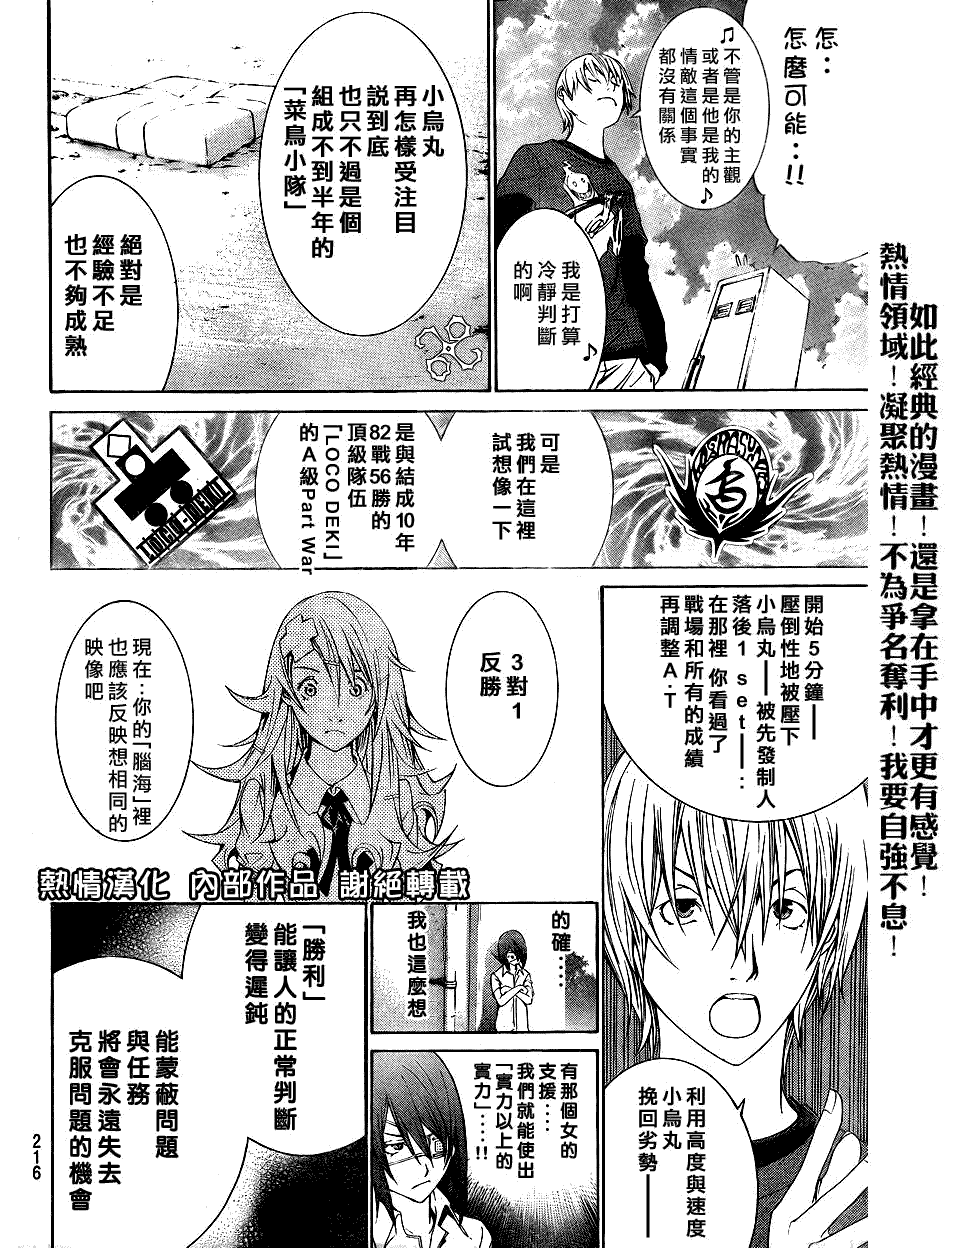 怎：
怎麼可能：!!
♫不管是你的主觀
或者是他是我的♪
情敵這個事實
都沒有關係
我是打算
冷靜判斷
的啊♪
小烏丸
再怎樣受注目
說到底
也只不過是個
組成不到半年的
「菜鳥小隊」
絕對是
經驗不足
也不夠成熟
可是
我們在這裡
試想像一下
是與結成10年
82戰56勝的
頂級隊伍
「LOCO DEKI」
的A級Part War
開始5分鐘——
壓倒性地被壓下
小烏丸——被先發制人
落後1 set——：
在那裡 你看過了
戰場和所有的成績
再調整A·T
3對1
反勝
現在：你的「腦海」裡
也應該反映想相同的
映像吧
利用高度與速度
小烏丸
挽回劣勢——
的確‥‥
我也這麼想
有那個女的
支援‥‥
我們就能使出
「實力以上的
實力」‥‥!!
「勝利」
能讓人的正常判斷
變得遲鈍
能蒙蔽問題
與任務
將會永遠失去
克服問題的機會
熱情漢化 內部作品 謝絕轉載
216
如此經典的漫畫！還是拿在手中才更有感覺！
熱情領域！凝聚熱情！不為爭名奪利！我要自強不息！